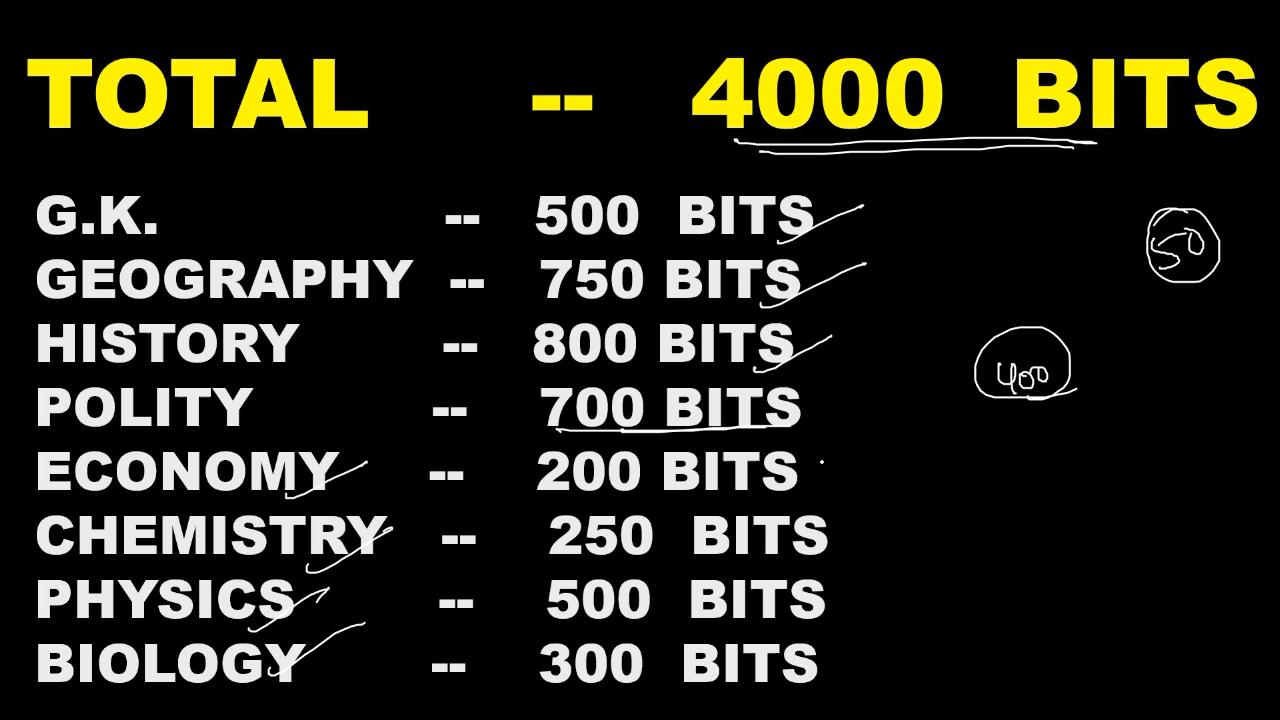 TOTAL -- 4000 BITS
G.K. -- 500 BITS
50
GEOGRAPHY -- 750 BITS
HISTORY -- 800 BITS
400
POLITY -- 700 BITS
ECONOMY -- 200 BITS
CHEMISTRY -- 250 BITS
PHYSICS -- 500 BITS
BIOLOGY -- 300 BITS